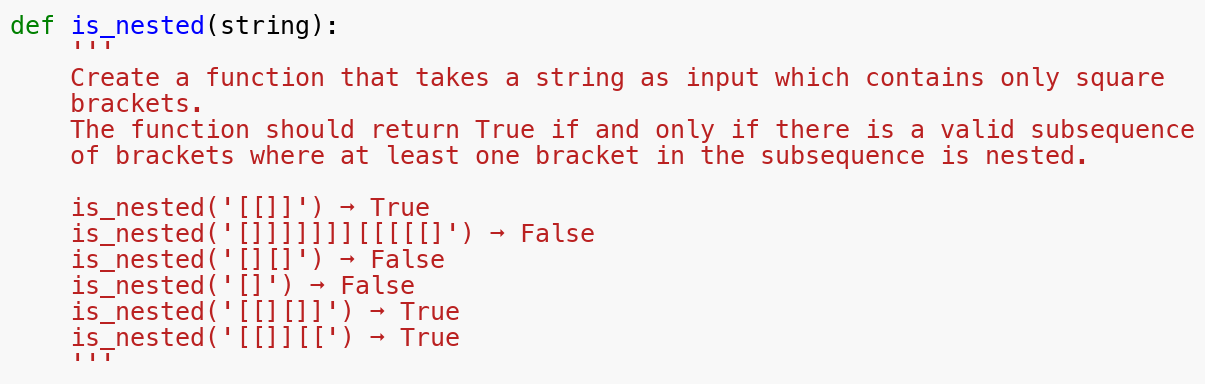 def is_nested(string):
    '''
    Create a function that takes a string as input which contains only square
    brackets.
    The function should return True if and only if there is a valid subsequence
    of brackets where at least one bracket in the subsequence is nested.

    is_nested('[[]]') → True
    is_nested('[]]]]]]][[[[[]') → False
    is_nested('[][]') → False
    is_nested('[]') → False
    is_nested('[[][]]') → True
    is_nested('[[]][[') → True
    '''